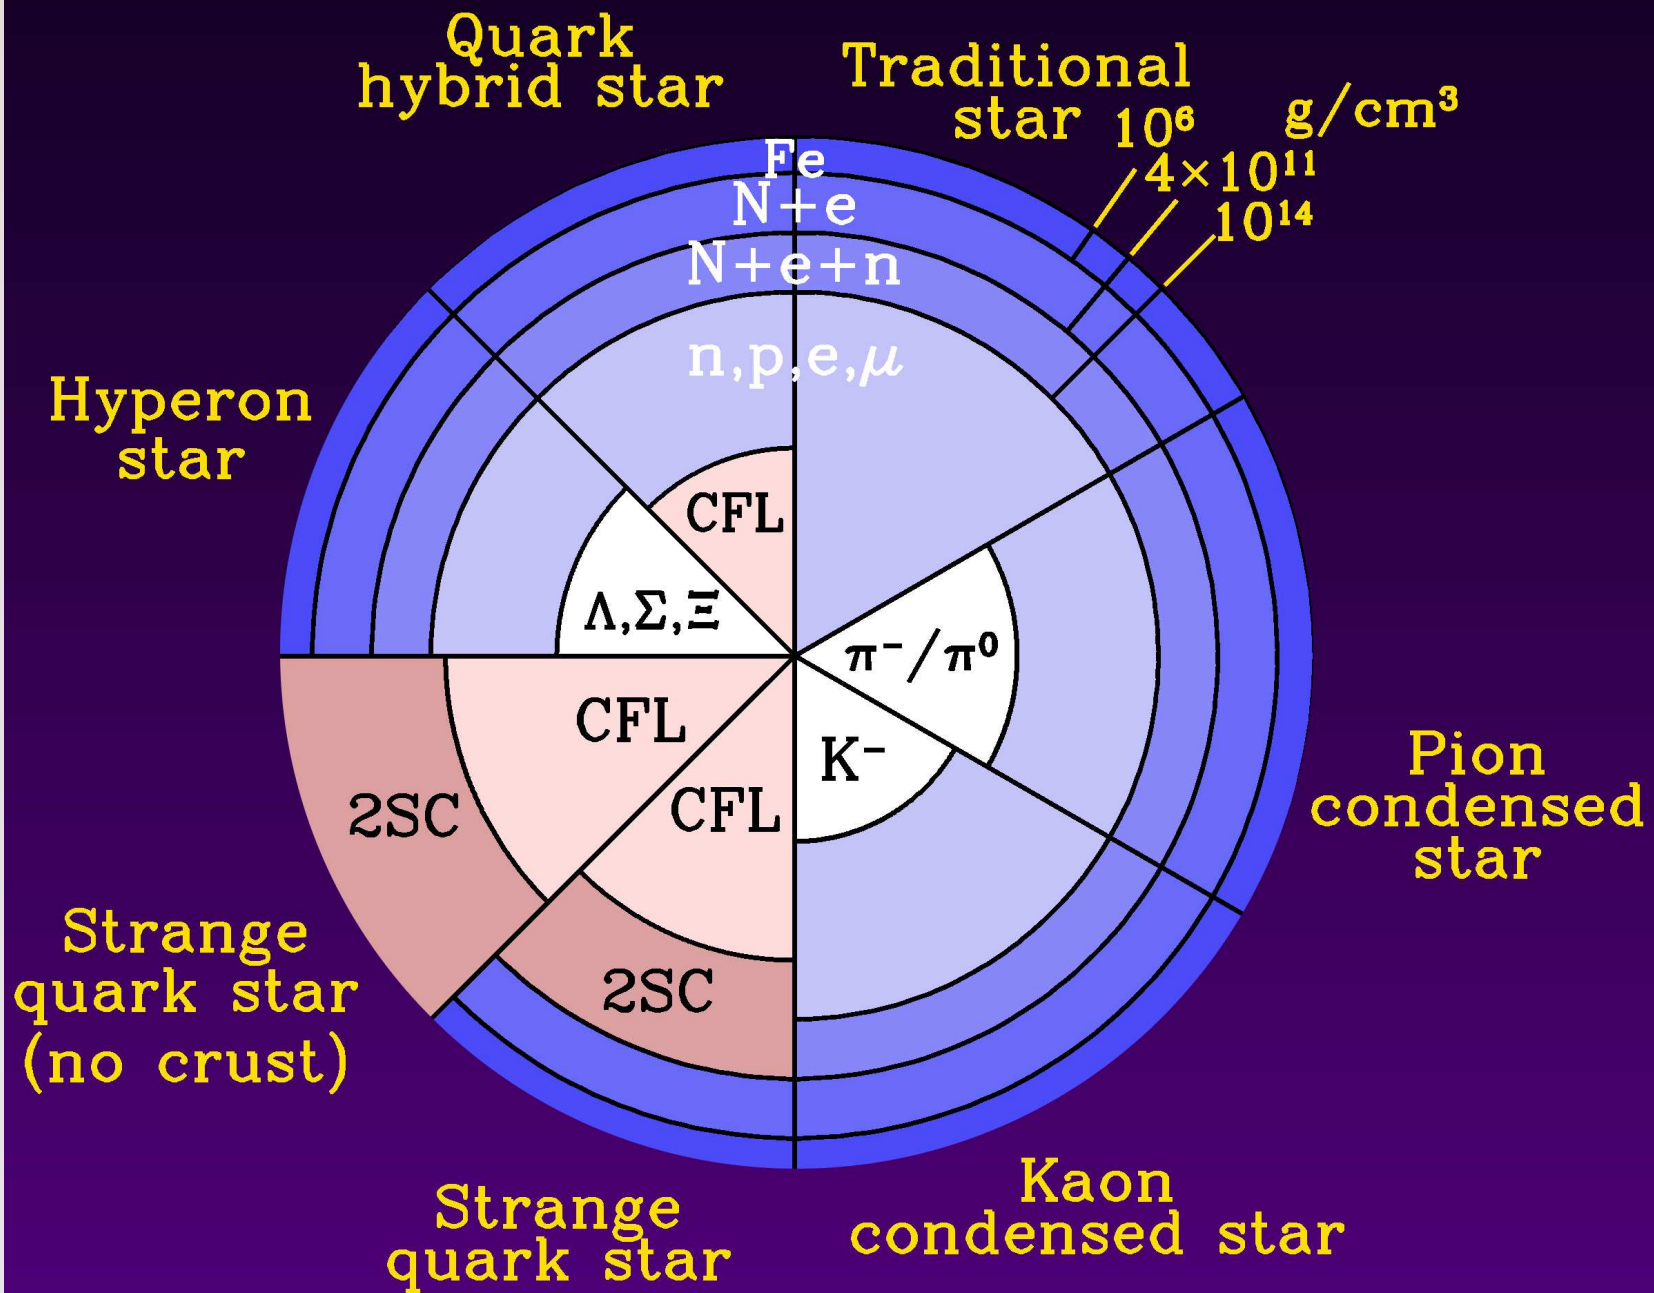 Quark
hybrid star
Traditional
star
10⁶
g/cm³
4×10¹¹
10¹⁴
Fe
N+e
N+e+n
n,p,e,μ
Hyperon
star
CFL
Λ,Σ,Ξ
π⁻/π⁰
CFL
K⁻
2SC
CFL
2SC
Pion
condensed
star
Strange
quark star
(no crust)
Strange
quark star
Kaon
condensed star